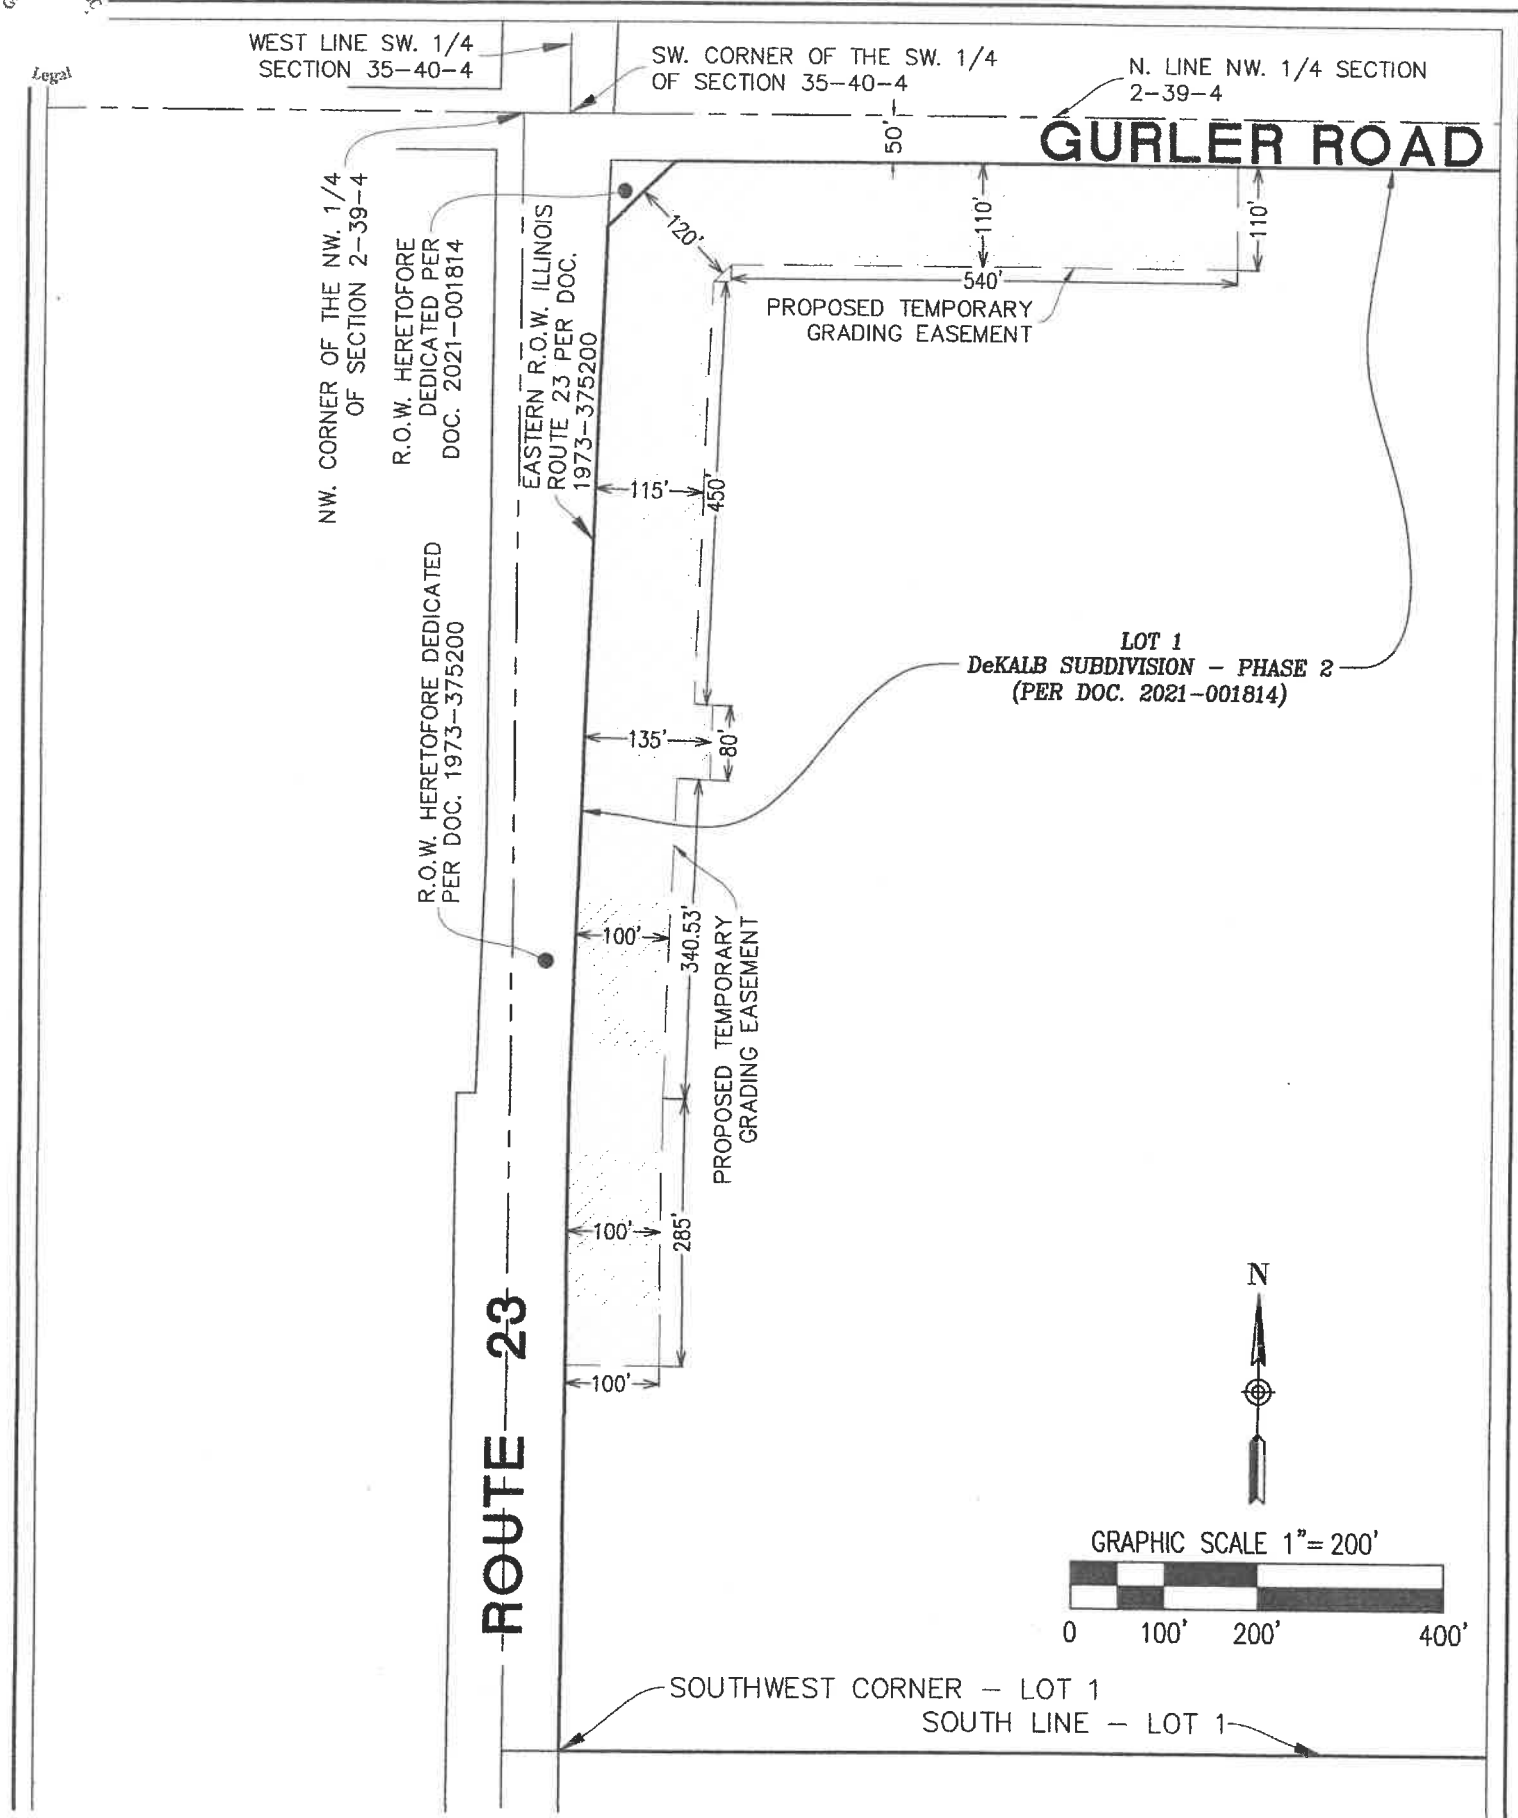 Legal
WEST LINE SW. 1/4
SECTION 35-40-4
SW. CORNER OF THE SW. 1/4
OF SECTION 35-40-4
N. LINE NW. 1/4 SECTION
2-39-4
GURLER ROAD
50'
NW. CORNER OF THE NW. 1/4
OF SECTION 2-39-4
R.O.W. HERETOFORE
DEDICATED PER
DOC. 2021-001814
EASTERN R.O.W. ILLINOIS
ROUTE 23 PER DOC.
1973-375200
120'
110'
110'
540'
PROPOSED TEMPORARY
GRADING EASEMENT
115'
450'
R.O.W. HERETOFORE DEDICATED
PER DOC. 1973-375200
LOT 1
DeKALB SUBDIVISION - PHASE 2
(PER DOC. 2021-001814)
135'
80'
100'
340.53'
PROPOSED TEMPORARY
GRADING EASEMENT
100'
285'
100'
ROUTE 23
N
GRAPHIC SCALE 1"= 200'
0 100' 200' 400'
SOUTHWEST CORNER - LOT 1
SOUTH LINE - LOT 1